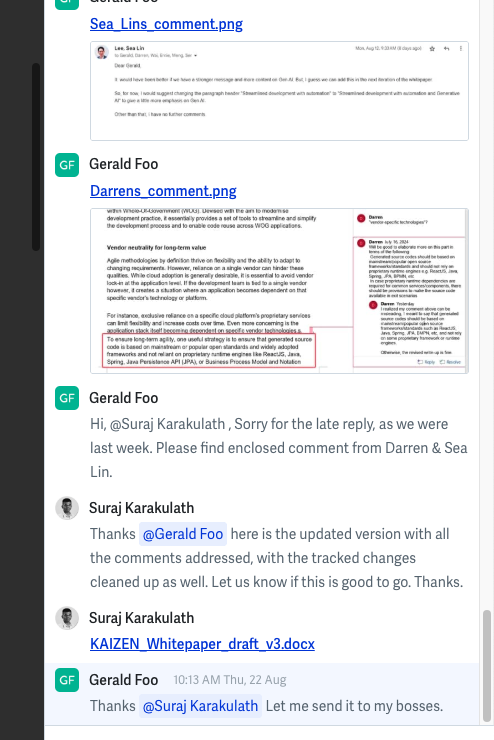 GF Gerald Foo
Sea_Lins_comment.png
Lee, Sea Lin
Mon, Aug 12, 9:33 AM (8 days ago)
to Gerald, Darren,
Dear Gerald,
It would have been better if we have a stronger message and more content on Gen AI. But, I guess we can add this in the next iteration of the whitepaper
So, for now, I would suggest changing the paragraph header "Streamlined development with automation" to "Streamlined development with automation and Generative
AI" to give a little more emphasis on Gen AI.
Other than that, I have no further comments
GF Gerald Foo
Darrens_comment.png
within Whole-Of-Government (WOG). Devised with the aim to modernise
development practice, it essentially provides a set of tools to streamline and simplify
the development process and to enable code reuse across WOG applications.
Vendor neutrality for long-term value
Agile methodologies by definition thrive on flexibility and the ability to adapt to
changing requirements. However, reliance on a single vendor can hinder these
qualities. While cloud adoption is generally desirable, it is essential to avoid vendor
lock-in at the application level. If the development team is tied to a single vendor
however, it creates a situation where an application becomes dependent on that
specific vendor's technology or platform.
For instance, exclusive reliance on a specific cloud platform's proprietary services
can limit flexibility and increase costs over time. Even more concerning is the
application stack itself becoming dependent on specific vendor technologies.
To ensure long-term agility, one useful strategy is to ensure that generated source
code is based on mainstream or popular open standards and widely adopted
frameworks and not reliant on proprietary runtime engines like ReactJS, Java,
Spring, Java Persistence API (JPA), or Business Process Model and Notation
Darren
"vendor-specific technologies"?
Darren July 16, 2024
Will be good to elaborate more on this part in
terms of the following:
Generated source codes should be based on
mainstream/popular open source
frameworks/standards and should not rely on
proprietary runtime engines e.g. ReactJS, Java,
Spring, JPA, BPMN, etc.
In case proprietary runtime dependencies are
required for common services/components, there
should be provisions to make the source code
available in exit scenarios
Darren Yesterday
I realized my comment above can be
misleading. I meant to say that generated
source codes should be based on
mainstream/popular open source
frameworks/standards (such as ReactJS,
Java, Spring, JPA, BPMN, etc) and not rely
on some proprietary framework or runtime
engines.
Otherwise, the revised write up is fine
Reply Resolve
GF Gerald Foo
Hi, @Suraj Karakulath , Sorry for the late reply, as we were
last week. Please find enclosed comment from Darren & Sea
Lin.
Suraj Karakulath
Thanks @Gerald Foo here is the updated version with all
the comments addressed, with the tracked changes
cleaned up as well. Let us know if this is good to go. Thanks.
Suraj Karakulath
KAIZEN_Whitepaper_draft_v3.docx
GF Gerald Foo 10:13 AM Thu, 22 Aug
Thanks @Suraj Karakulath Let me send it to my bosses.